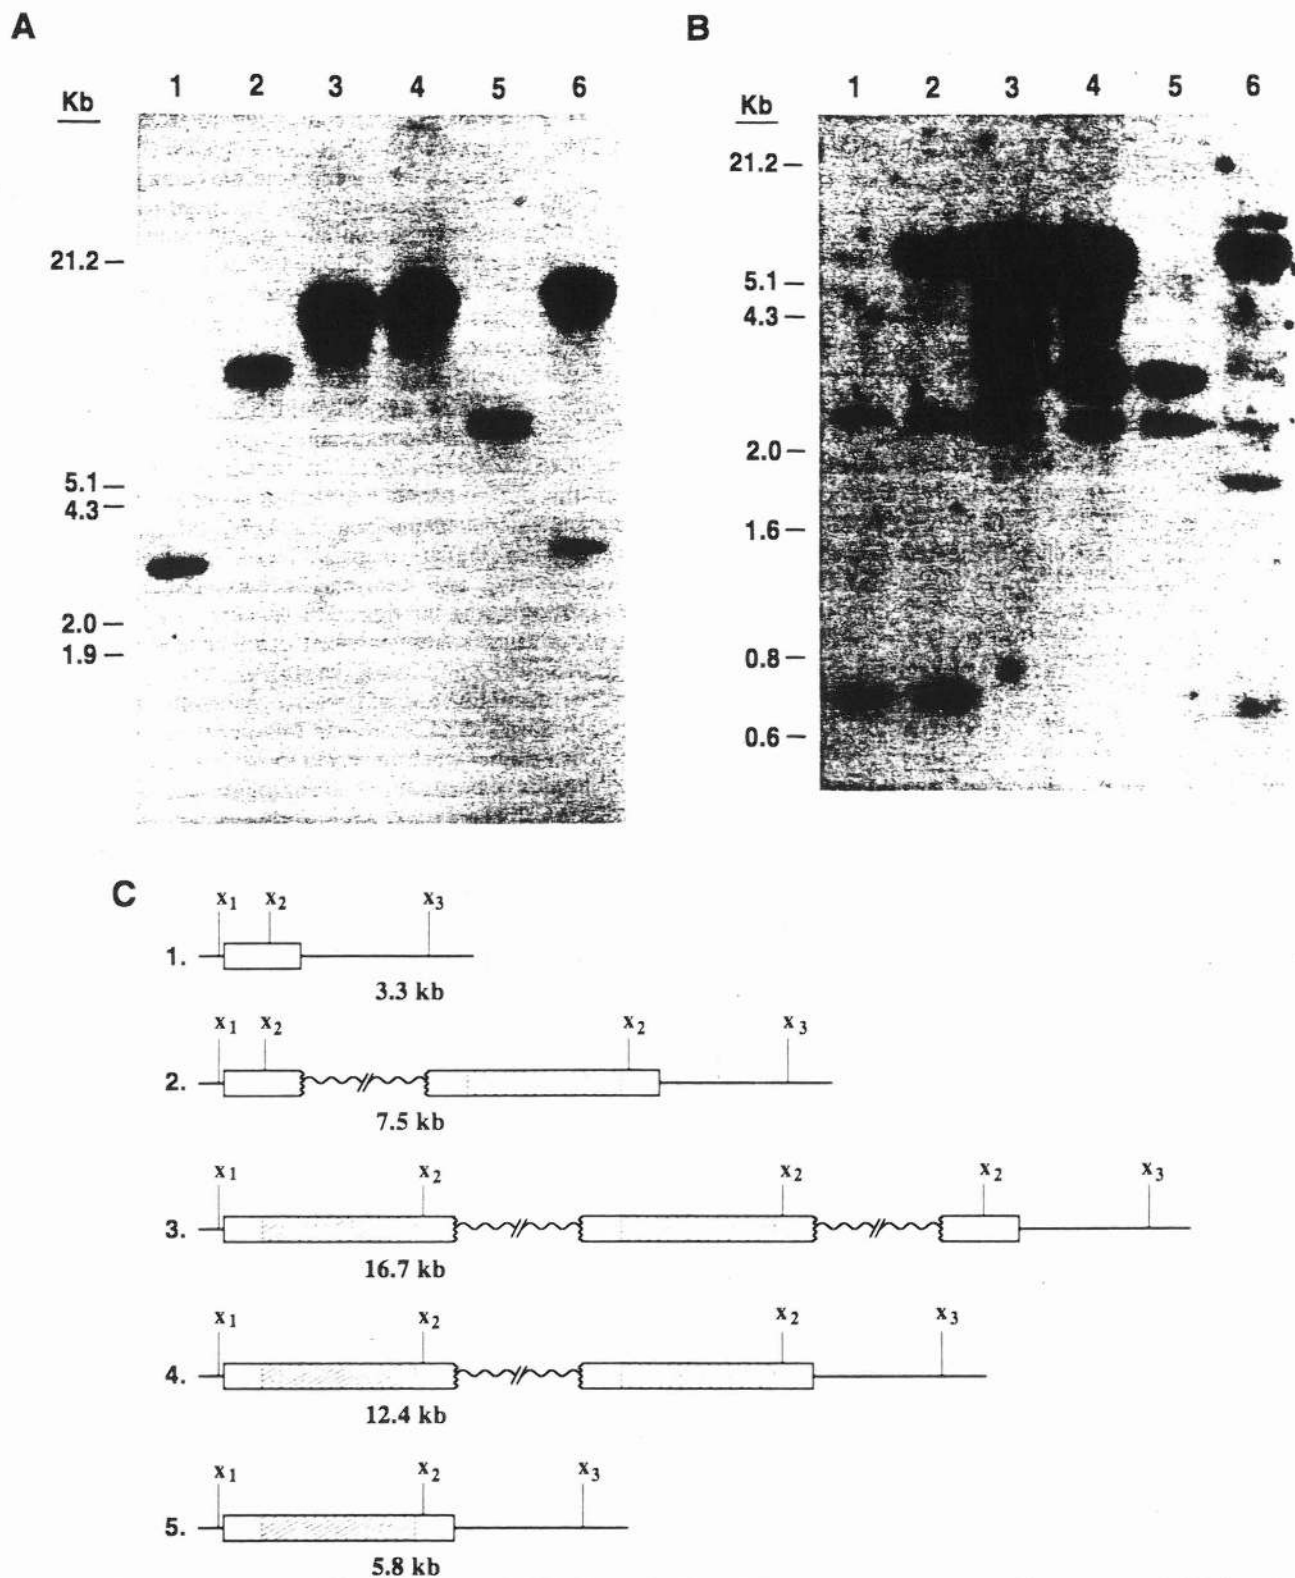 A
Kb 1 2 3 4 5 6
21.2
5.1
4.3
2.0
1.9
B
Kb 1 2 3 4 5 6
21.2
5.1
4.3
2.0
1.6
0.8
0.6
C
x1 x2 x3
1.
3.3 kb
x1 x2 x2 x3
2.
7.5 kb
x1 x2 x2 x2 x3
3.
16.7 kb
x1 x2 x2 x3
4.
12.4 kb
x1 x2 x3
5.
5.8 kb